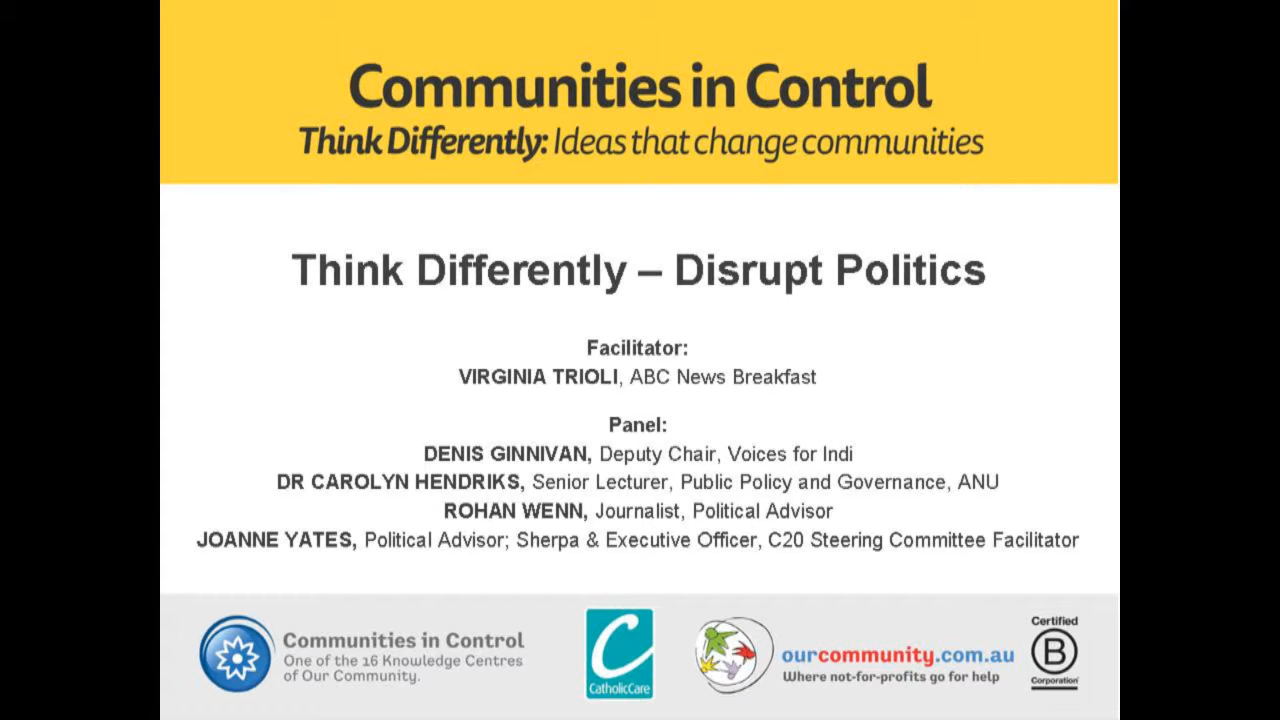 Communities in Control
Think Differently: Ideas that change communities
Think Differently – Disrupt Politics
Facilitator:
VIRGINIA TRIOLI, ABC News Breakfast
Panel:
DENIS GINNIVAN, Deputy Chair, Voices for Indi
DR CAROLYN HENDRIKS, Senior Lecturer, Public Policy and Governance, ANU
ROHAN WENN, Journalist, Political Advisor
JOANNE YATES, Political Advisor; Sherpa & Executive Officer, C20 Steering Committee Facilitator
Communities in Control
One of the 16 Knowledge Centres
of Our Community.
C
CatholicCare
ourcommunity.com.au
Where not-for-profits go for help
Certified
B
Corporation